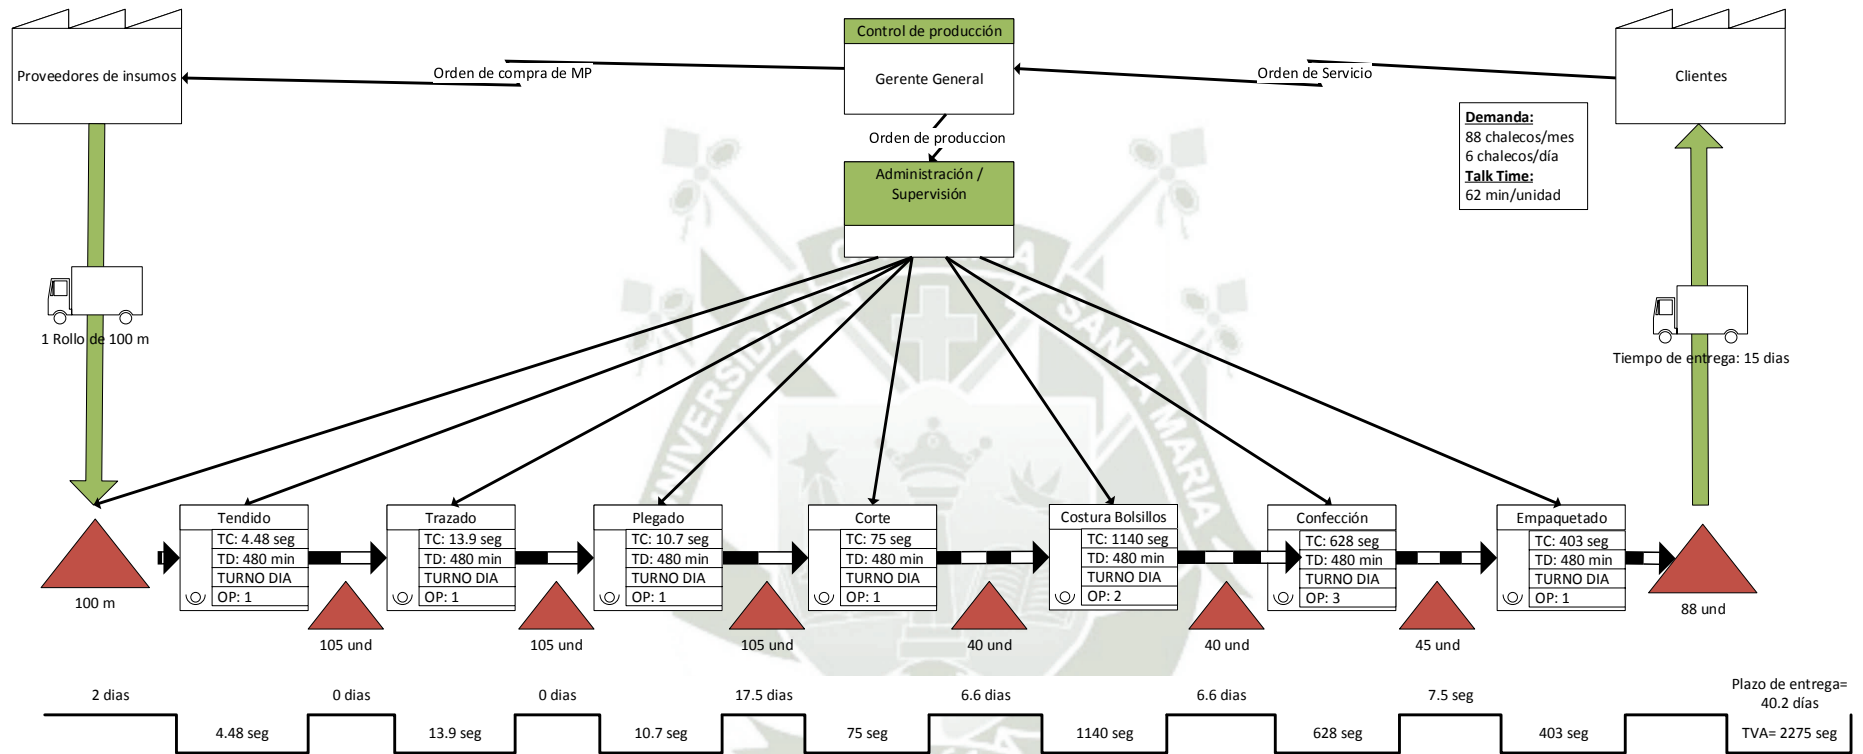 Control de producción
Gerente General
Proveedores de insumos
Orden de compra de MP
Orden de Servicio
Clientes
Demanda:
88 chalecos/mes
6 chalecos/día
Talk Time:
62 min/unidad
Orden de produccion
Administración /
Supervisión
1 Rollo de 100 m
Tiempo de entrega: 15 dias
UNIVERSIDAD CATÓLICA DE SANTA MARIA
Tendido
TC: 4.48 seg
TD: 480 min
TURNO DIA
OP: 1
Trazado
TC: 13.9 seg
TD: 480 min
TURNO DIA
OP: 1
Plegado
TC: 10.7 seg
TD: 480 min
TURNO DIA
OP: 1
Corte
TC: 75 seg
TD: 480 min
TURNO DIA
OP: 1
Costura Bolsillos
TC: 1140 seg
TD: 480 min
TURNO DIA
OP: 2
Confección
TC: 628 seg
TD: 480 min
TURNO DIA
OP: 3
Empaquetado
TC: 403 seg
TD: 480 min
TURNO DIA
OP: 1
100 m
105 und
105 und
105 und
40 und
40 und
45 und
88 und
2 dias
0 dias
0 dias
17.5 dias
6.6 dias
6.6 dias
7.5 seg
Plazo de entrega=
40.2 días
4.48 seg
13.9 seg
10.7 seg
75 seg
1140 seg
628 seg
403 seg
TVA= 2275 seg